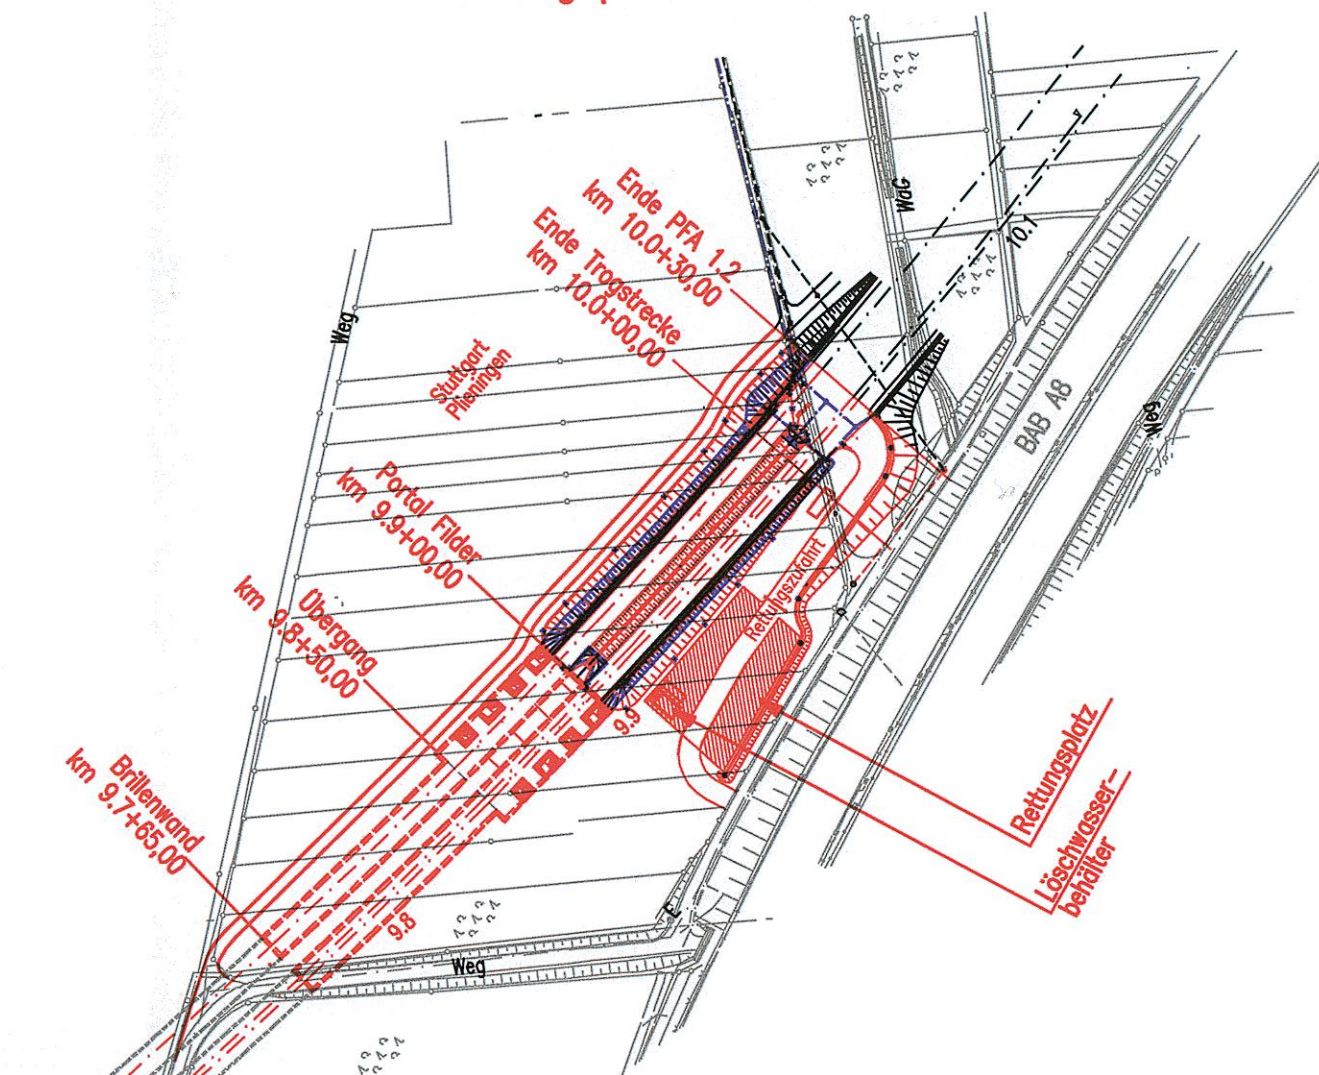 WaG
Ende PFA 1.2
km 10.0+30,00
Ende Trogstrecke
km 10.0+00,00
10.1
Weg
Stuttgart
Plieningen
BAB A8
Weg
Portal Filder
km 9.9+00,00
Rettungszufahrt
Übergang
km 9.8+50,00
9.9
Brillenwand
km 9.7+65,00
Rettungsplatz
Löschwasser-
behälter
9.8
Weg